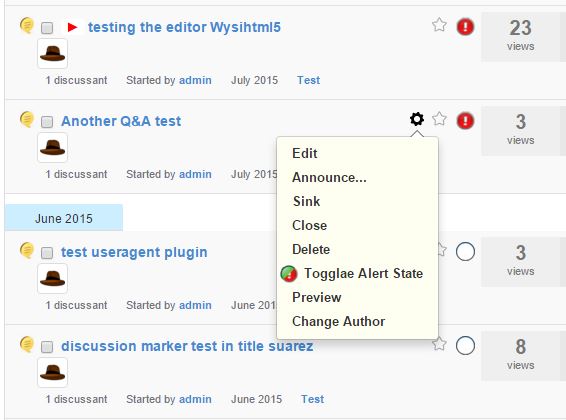 testing the editor Wysihtml5
23
views
1 discussant Started by admin July 2015 Test
Another Q&A test
3
views
1 discussant Started by admin July 201
Edit
Announce...
Sink
Close
Delete
Togglae Alert State
Preview
Change Author
June 2015
test useragent plugin
3
views
1 discussant Started by admin June 201
discussion marker test in title suarez
8
views
1 discussant Started by admin June 2015 Test